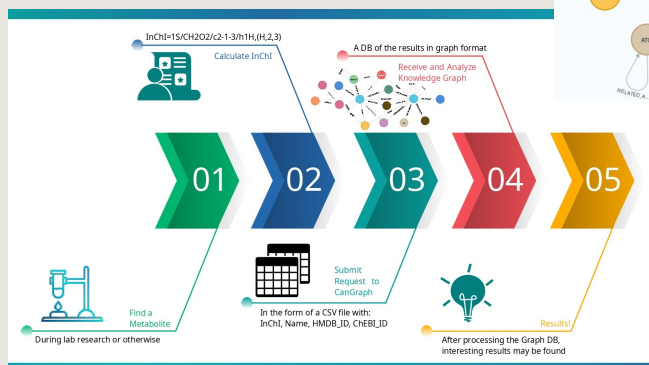 InChI=1S/CH2O2/c2-1-3/h1H,(H,2,3)
Calculate InChI
A DB of the results in graph format
Receive and Analyze
Knowledge Graph
RELATED_A
01
02
03
04
05
Find a
Metabolite
During lab research or otherwise
Submit
Request to
CanGraph
In the form of a CSV file with:
InChI, Name, HMDB_ID, ChEBI_ID
Results!
After processing the Graph DB,
interesting results may be found